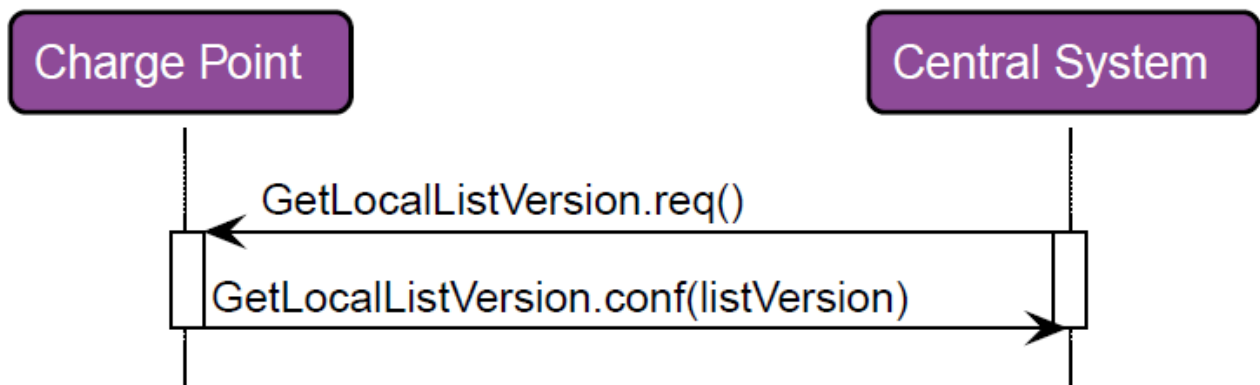 Charge Point
Central System
GetLocalListVersion.req()
GetLocalListVersion.conf(listVersion)